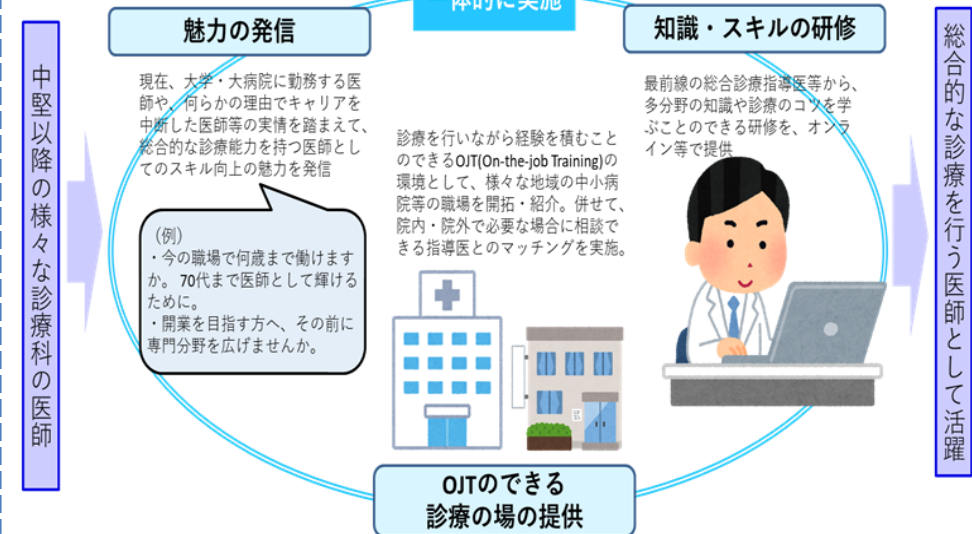 一体的に実施
魅力の発信
知識・スキルの研修
中堅以降の様々な診療科の医師
現在、大学・大病院に勤務する医
師や、何らかの理由でキャリアを
中断した医師等の実情を踏まえて、
総合的な診療能力を持つ医師とし
てのスキル向上の魅力を発信
(例)
・今の職場で何歳まで働けます
か。 70代まで医師として輝ける
ために。
・開業を目指す方へ、その前に
専門分野を広げませんか。
診療を行いながら経験を積むこと
のできるOJT(On-the-job Training)の
環境として、様々な地域の中小病
院等の職場を開拓・紹介。併せて、
院内・院外で必要な場合に相談で
きる指導医とのマッチングを実施。
最前線の総合診療指導医等から、
多分野の知識や診療のコツを学
ぶことのできる研修を、オンラ
イン等で提供
OJTのできる
診療の場の提供
総合的な診療を行う医師として活躍